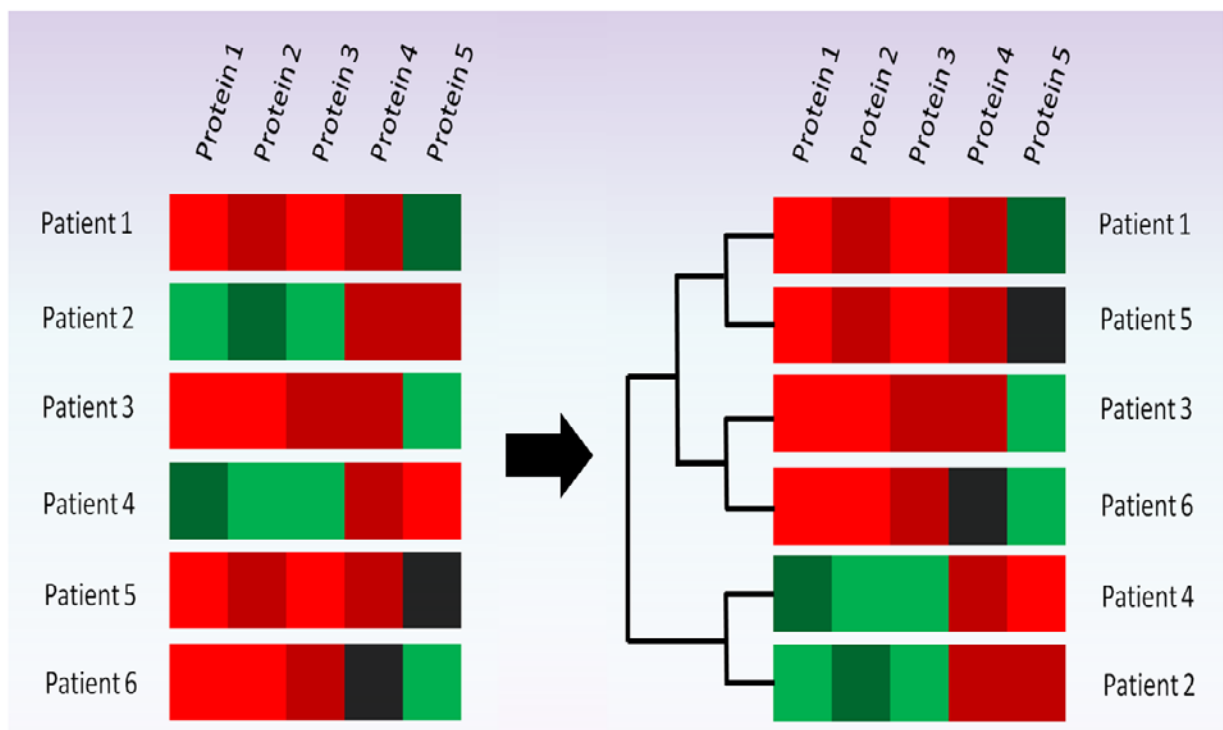 Protein 1
Protein 2
Protein 3
Protein 4
Protein 5
Patient 1
Patient 2
Patient 3
Patient 4
Patient 5
Patient 6
Protein 1
Protein 2
Protein 3
Protein 4
Protein 5
Patient 1
Patient 5
Patient 3
Patient 6
Patient 4
Patient 2